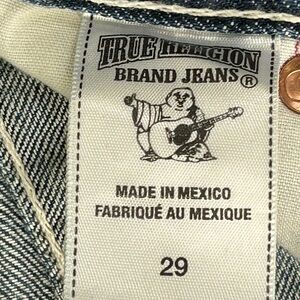 TRUE RELIGION
BRAND JEANS®
MADE IN MEXICO
FABRIQUÉ AU MEXIQUE
29